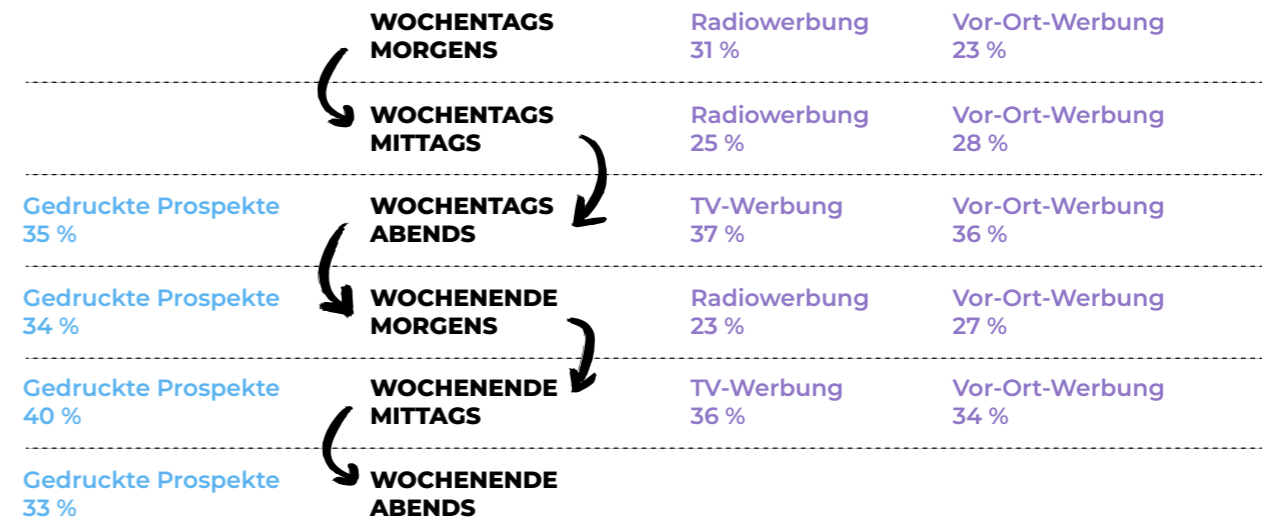 WOCHENTAGS
MORGENS
Radiowerbung
31 %
Vor-Ort-Werbung
23 %
WOCHENTAGS
MITTAGS
Radiowerbung
25 %
Vor-Ort-Werbung
28 %
Gedruckte Prospekte
35 %
WOCHENTAGS
ABENDS
TV-Werbung
37 %
Vor-Ort-Werbung
36 %
Gedruckte Prospekte
34 %
WOCHENENDE
MORGENS
Radiowerbung
23 %
Vor-Ort-Werbung
27 %
Gedruckte Prospekte
40 %
WOCHENENDE
MITTAGS
TV-Werbung
36 %
Vor-Ort-Werbung
34 %
Gedruckte Prospekte
33 %
WOCHENENDE
ABENDS